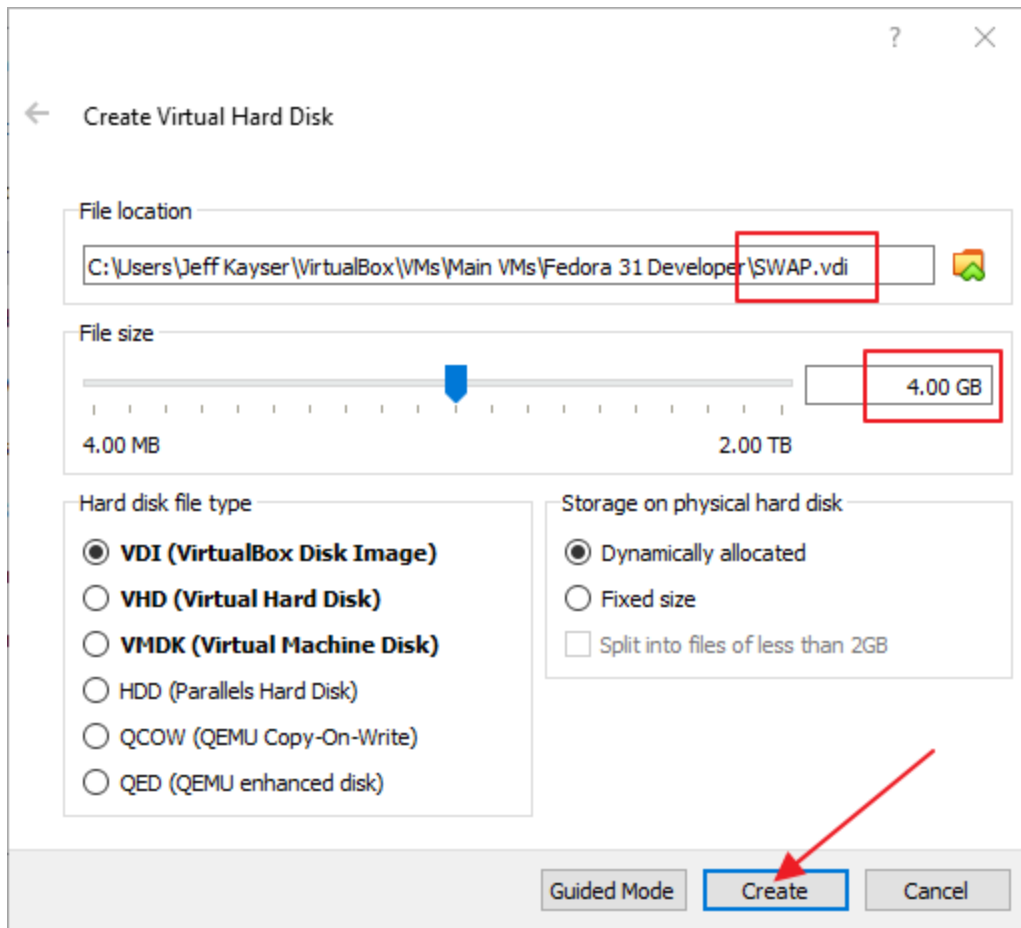 ?
Create Virtual Hard Disk
File location
C:\Users\Jeff Kayser\VirtualBox\VMs\Main VMs\Fedora 31 Developer\SWAP.vdi
File size
4.00 GB
4.00 MB 2.00 TB
Hard disk file type
VDI (VirtualBox Disk Image)
VHD (Virtual Hard Disk)
VMDK (Virtual Machine Disk)
HDD (Parallels Hard Disk)
QCOW (QEMU Copy-On-Write)
QED (QEMU enhanced disk)
Storage on physical hard disk
Dynamically allocated
Fixed size
Split into files of less than 2GB
Guided Mode Create Cancel